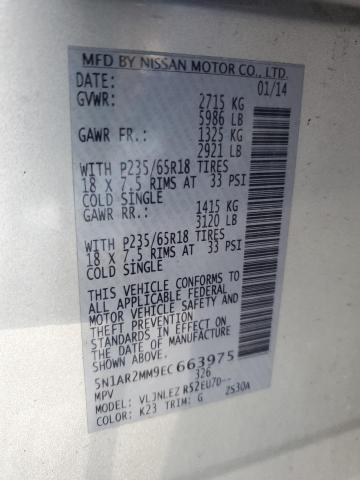 MFD BY NISSAN MOTOR CO., LTD.
DATE: 01/14
GVWR: 2715 KG
5986 LB
GAWR FR.: 1325 KG
2921 LB
WITH P235/65R18 TIRES
18 X 7.5 RIMS AT 33 PSI
COLD SINGLE
GAWR RR.: 1415 KG
3120 LB
WITH P235/65R18 TIRES
18 X 7.5 RIMS AT 33 PSI
COLD SINGLE
THIS VEHICLE CONFORMS TO
ALL APPLICABLE FEDERAL
MOTOR VEHICLE SAFETY AND
THEFT PREVENTION
STANDARDS IN EFFECT ON
THE DATE OF MANUFACTURE
SHOWN ABOVE.
5N1AR2MM9EC 663975
MPV 326
MODEL: VLJNLEZ R52EU7D--
COLOR: K23 TRIM: G 2S30A